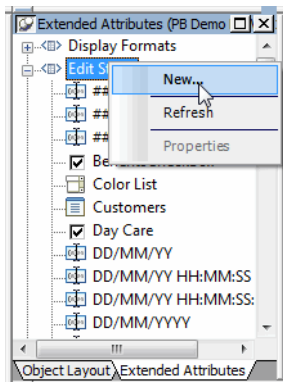 Extended Attributes (PB Demo
Display Formats
Edit St
New...
##
##
Refresh
##
Properties
Be
Color List
Customers
Day Care
DD/MM/YY
DD/MM/YY HH:MM:SS
DD/MM/YY HH:MM:SS:
DD/MM/YYYY
Object Layout
Extended Attributes